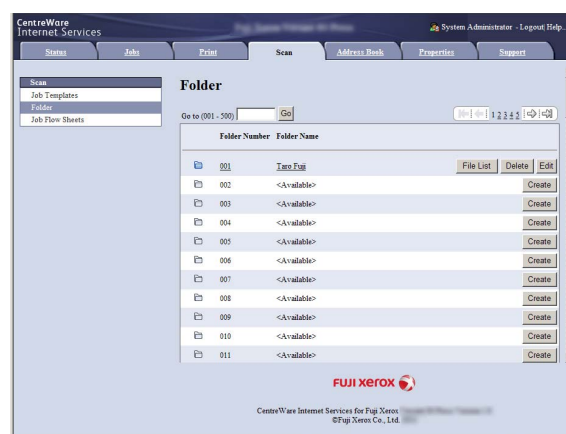 CentreWare
Internet Services
System Administrator - Logout| Help
Status Jobs Print Scan Address Book Properties Support
Scan
Job Templates
Folder
Job Flow Sheets
Folder
Go to (001 - 500) Go 1 2 3 4 5
Folder Number Folder Name
001 Taro Fuji File List Delete Edit
002 <Available> Create
003 <Available> Create
004 <Available> Create
005 <Available> Create
006 <Available> Create
007 <Available> Create
008 <Available> Create
009 <Available> Create
010 <Available> Create
011 <Available> Create
FUJI xerox
CentreWare Internet Services for Fuji Xerox
©Fuji Xerox Co., Ltd.